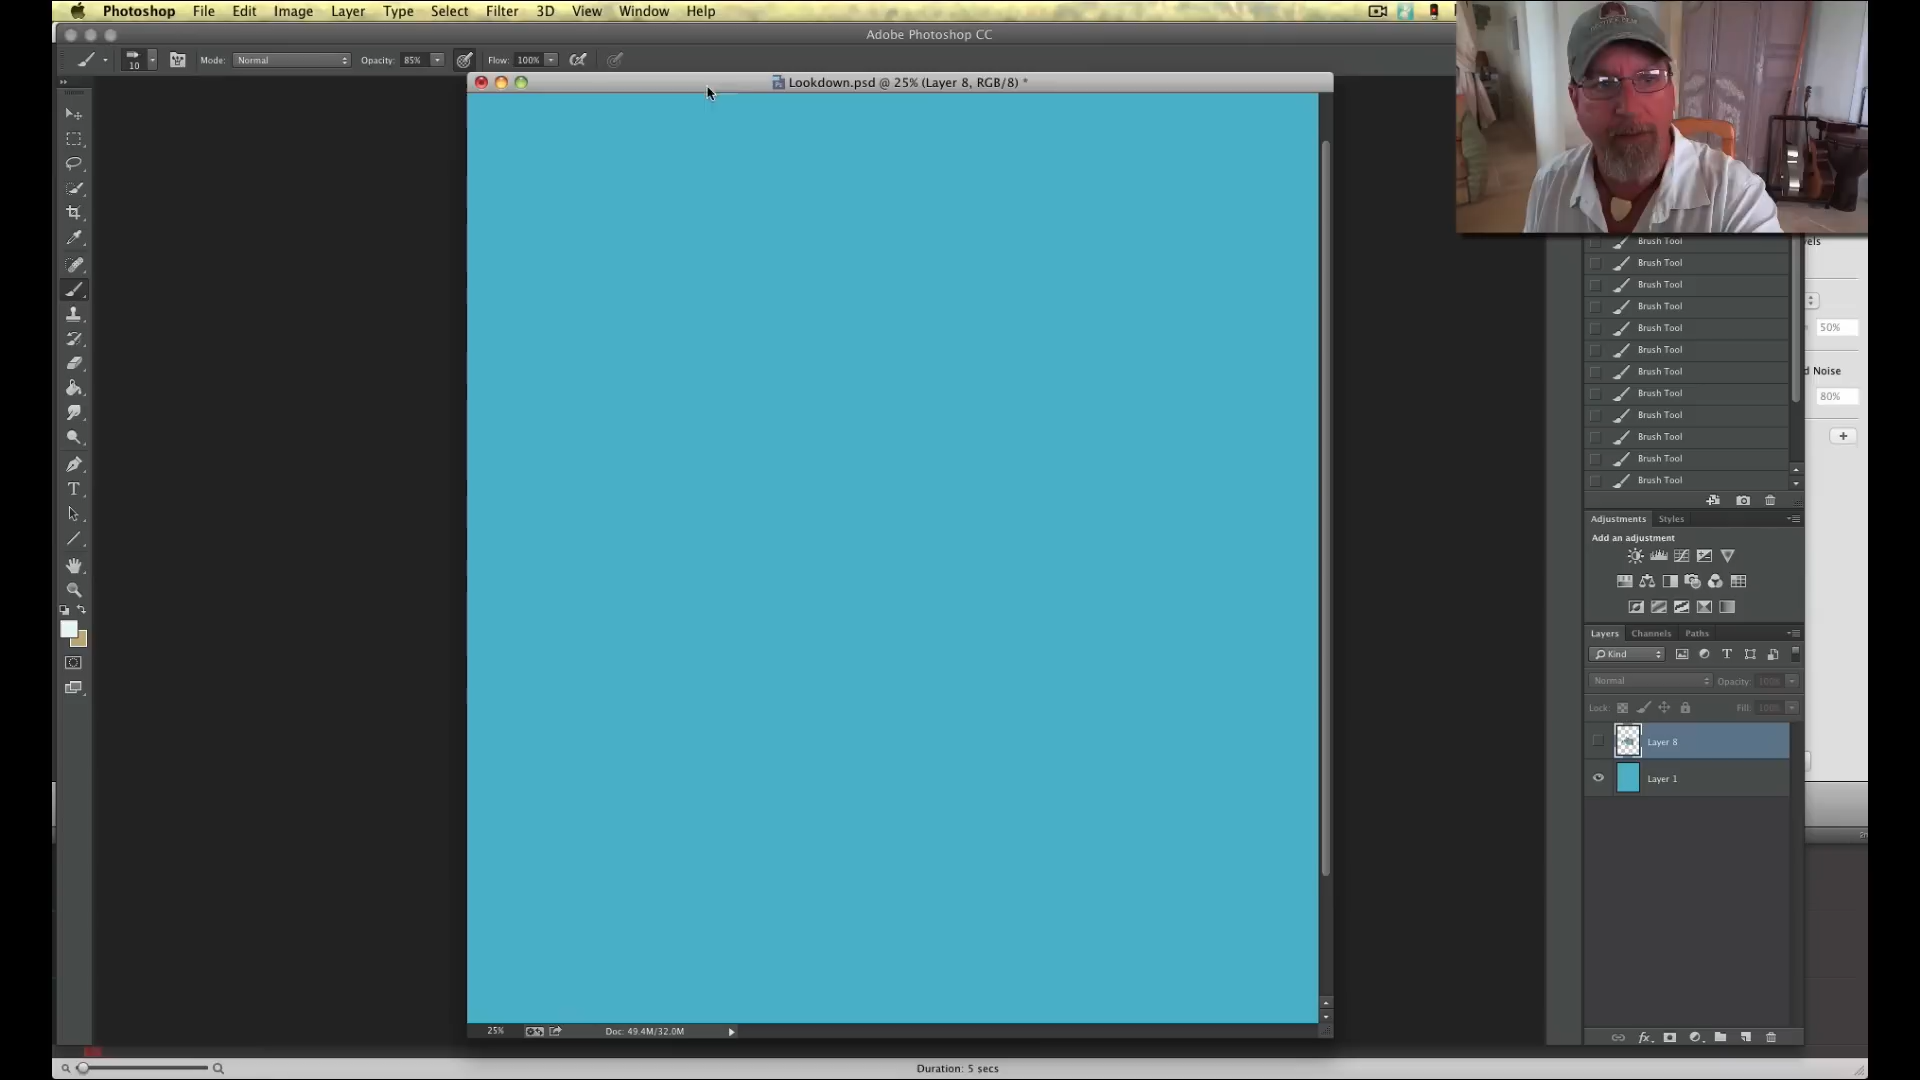 Photoshop File Edit Image Layer Type Select Filter 3D View Window Help
Adobe Photoshop CC
10 Mode: Normal Opacity: 85% Flow: 100%
Lookdown.psd @ 25% (Layer 8, RGB/8) *
Brush Tool
Brush Tool
Brush Tool
Brush Tool
Brush Tool
Brush Tool
Brush Tool
Brush Tool
Brush Tool
Brush Tool
Brush Tool
Brush Tool
vels
50%
d Noise
80%
Adjustments Styles
Add an adjustment
Layers Channels Paths
Kind T
Normal Opacity: 100%
Lock: Fill: 100%
Layer 8
Layer 1
25% Doc: 49.4M/32.0M
Duration: 5 secs